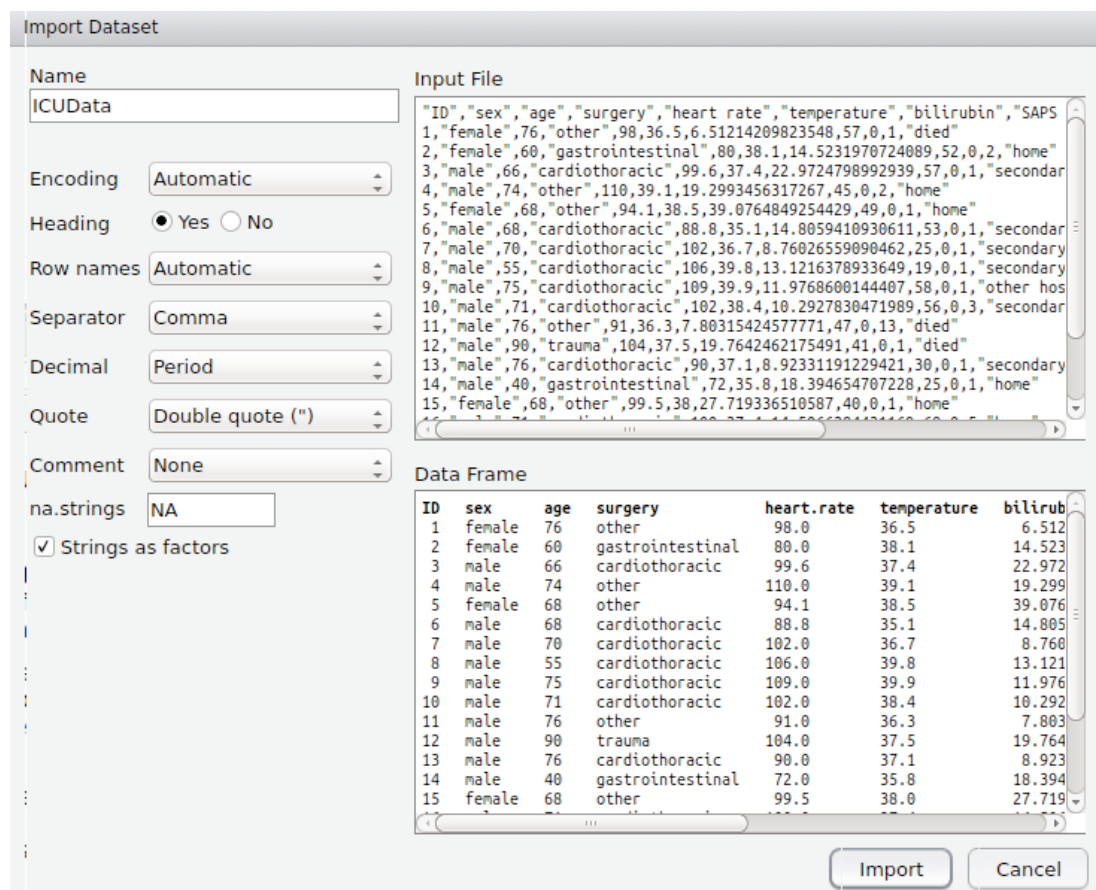 Import Dataset
Name
ICUData
Encoding Automatic
Heading Yes No
Row names Automatic
Separator Comma
Decimal Period
Quote Double quote (")
Comment None
na.strings NA
Strings as factors
Input File
"ID","sex","age","surgery","heart rate","temperature","bilirubin","SAPS
1,"female",76,"other",98,36.5,6.51214209823548,57,0,1,"died"
2,"female",60,"gastrointestinal",80,38.1,14.5231970724089,52,0,2,"home"
3,"male",66,"cardiothoracic",99.6,37.4,22.9724798992939,57,0,1,"secondar
4,"male",74,"other",110,39.1,19.2993456317267,45,0,2,"home"
5,"female",68,"other",94.1,38.5,39.0764849254429,49,0,1,"home"
6,"male",68,"cardiothoracic",88.8,35.1,14.8059410930611,53,0,1,"secondar
7,"male",70,"cardiothoracic",102,36.7,8.76026559090462,25,0,1,"secondary
8,"male",55,"cardiothoracic",106,39.8,13.1216378933649,19,0,1,"secondary
9,"male",75,"cardiothoracic",109,39.9,11.9768600144407,58,0,1,"other hos
10,"male",71,"cardiothoracic",102,38.4,10.2927830471989,56,0,3,"secondar
11,"male",76,"other",91,36.3,7.80315424577771,47,0,13,"died"
12,"male",90,"trauma",104,37.5,19.7642462175491,41,0,1,"died"
13,"male",76,"cardiothoracic",90,37.1,8.92331191229421,30,0,1,"secondary
14,"male",40,"gastrointestinal",72,35.8,18.394654707228,25,0,1,"home"
15,"female",68,"other",99.5,38,27.719336510587,40,0,1,"home"
Data Frame
ID sex age surgery heart.rate temperature bilirub
1 female 76 other 98.0 36.5 6.512
2 female 60 gastrointestinal 80.0 38.1 14.523
3 male 66 cardiothoracic 99.6 37.4 22.972
4 male 74 other 110.0 39.1 19.299
5 female 68 other 94.1 38.5 39.076
6 male 68 cardiothoracic 88.8 35.1 14.805
7 male 70 cardiothoracic 102.0 36.7 8.760
8 male 55 cardiothoracic 106.0 39.8 13.121
9 male 75 cardiothoracic 109.0 39.9 11.976
10 male 71 cardiothoracic 102.0 38.4 10.292
11 male 76 other 91.0 36.3 7.803
12 male 90 trauma 104.0 37.5 19.764
13 male 76 cardiothoracic 90.0 37.1 8.923
14 male 40 gastrointestinal 72.0 35.8 18.394
15 female 68 other 99.5 38.0 27.719
Import Cancel